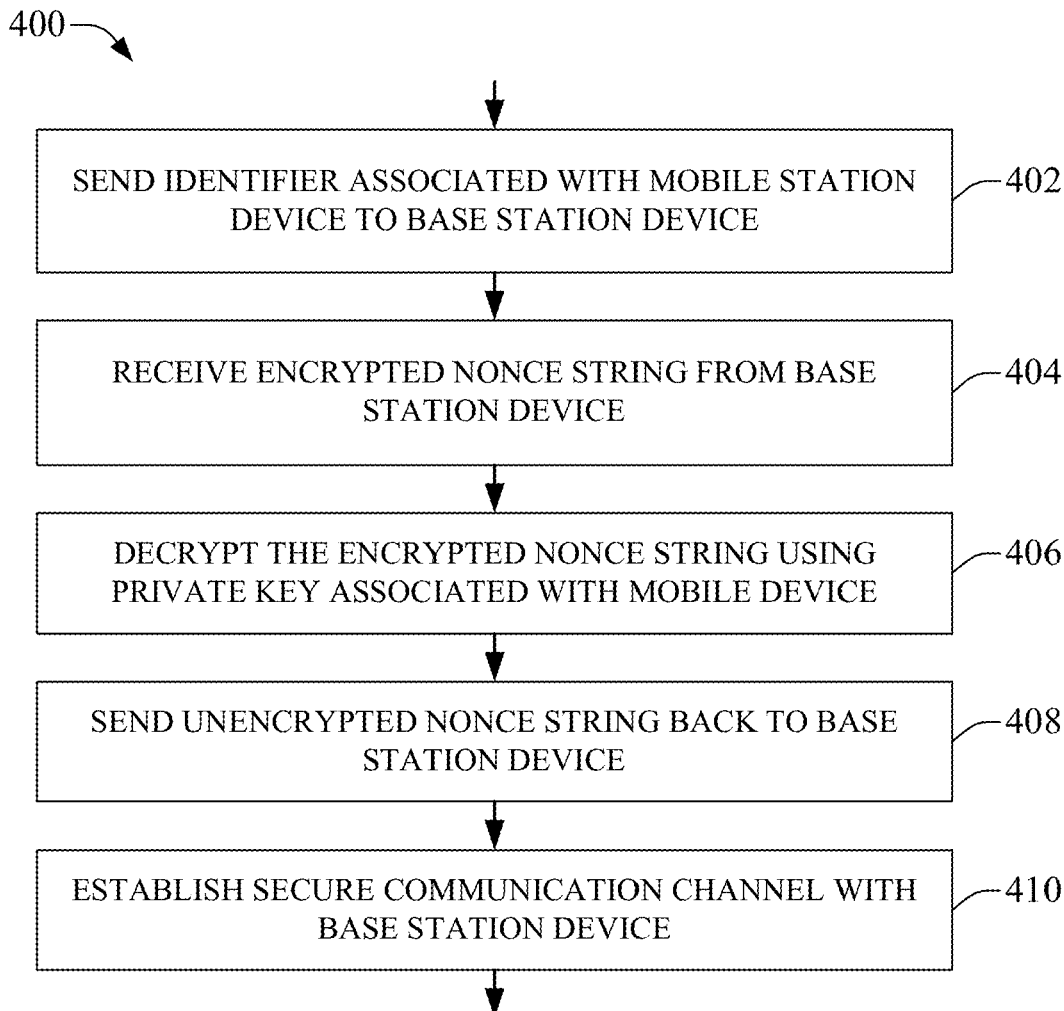 400
SEND IDENTIFIER ASSOCIATED WITH MOBILE STATION
DEVICE TO BASE STATION DEVICE
402
RECEIVE ENCRYPTED NONCE STRING FROM BASE
STATION DEVICE
404
DECRYPT THE ENCRYPTED NONCE STRING USING
PRIVATE KEY ASSOCIATED WITH MOBILE DEVICE
406
SEND UNENCRYPTED NONCE STRING BACK TO BASE
STATION DEVICE
408
ESTABLISH SECURE COMMUNICATION CHANNEL WITH
BASE STATION DEVICE
410